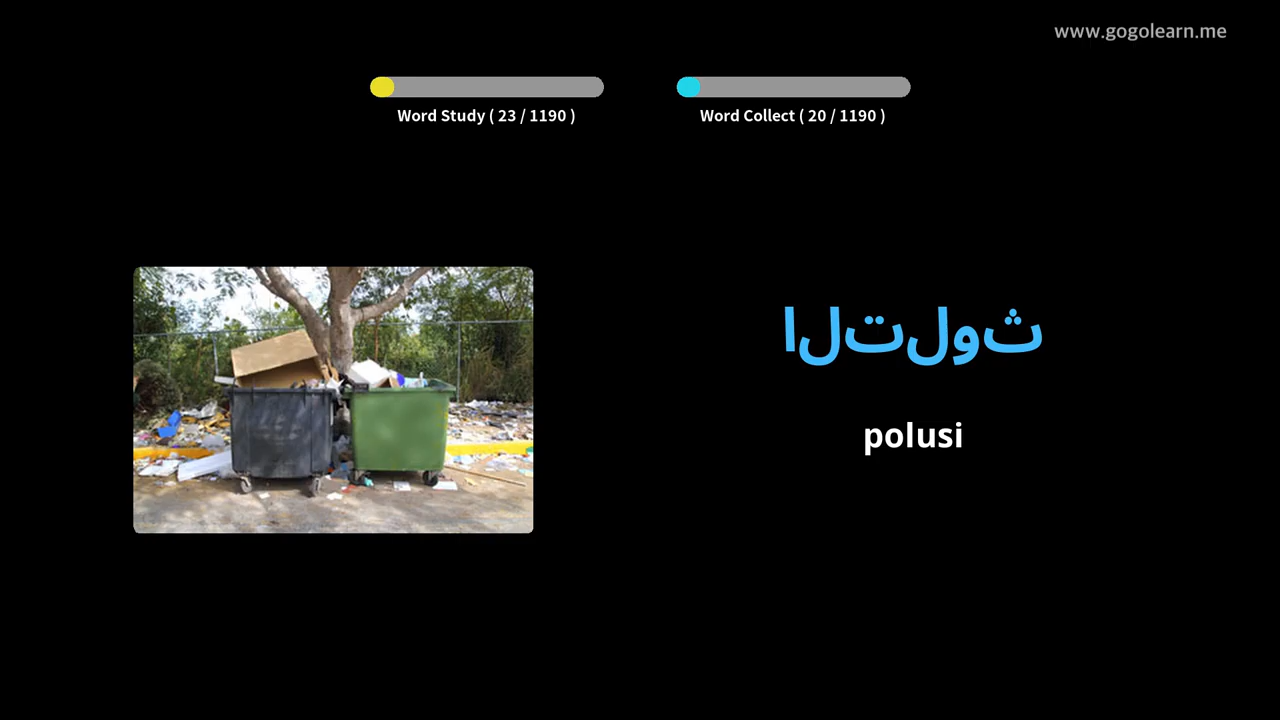 www.gogolearn.me
Word Study ( 23 / 1190 )
Word Collect ( 20 / 1190 )
التلوث
polusi